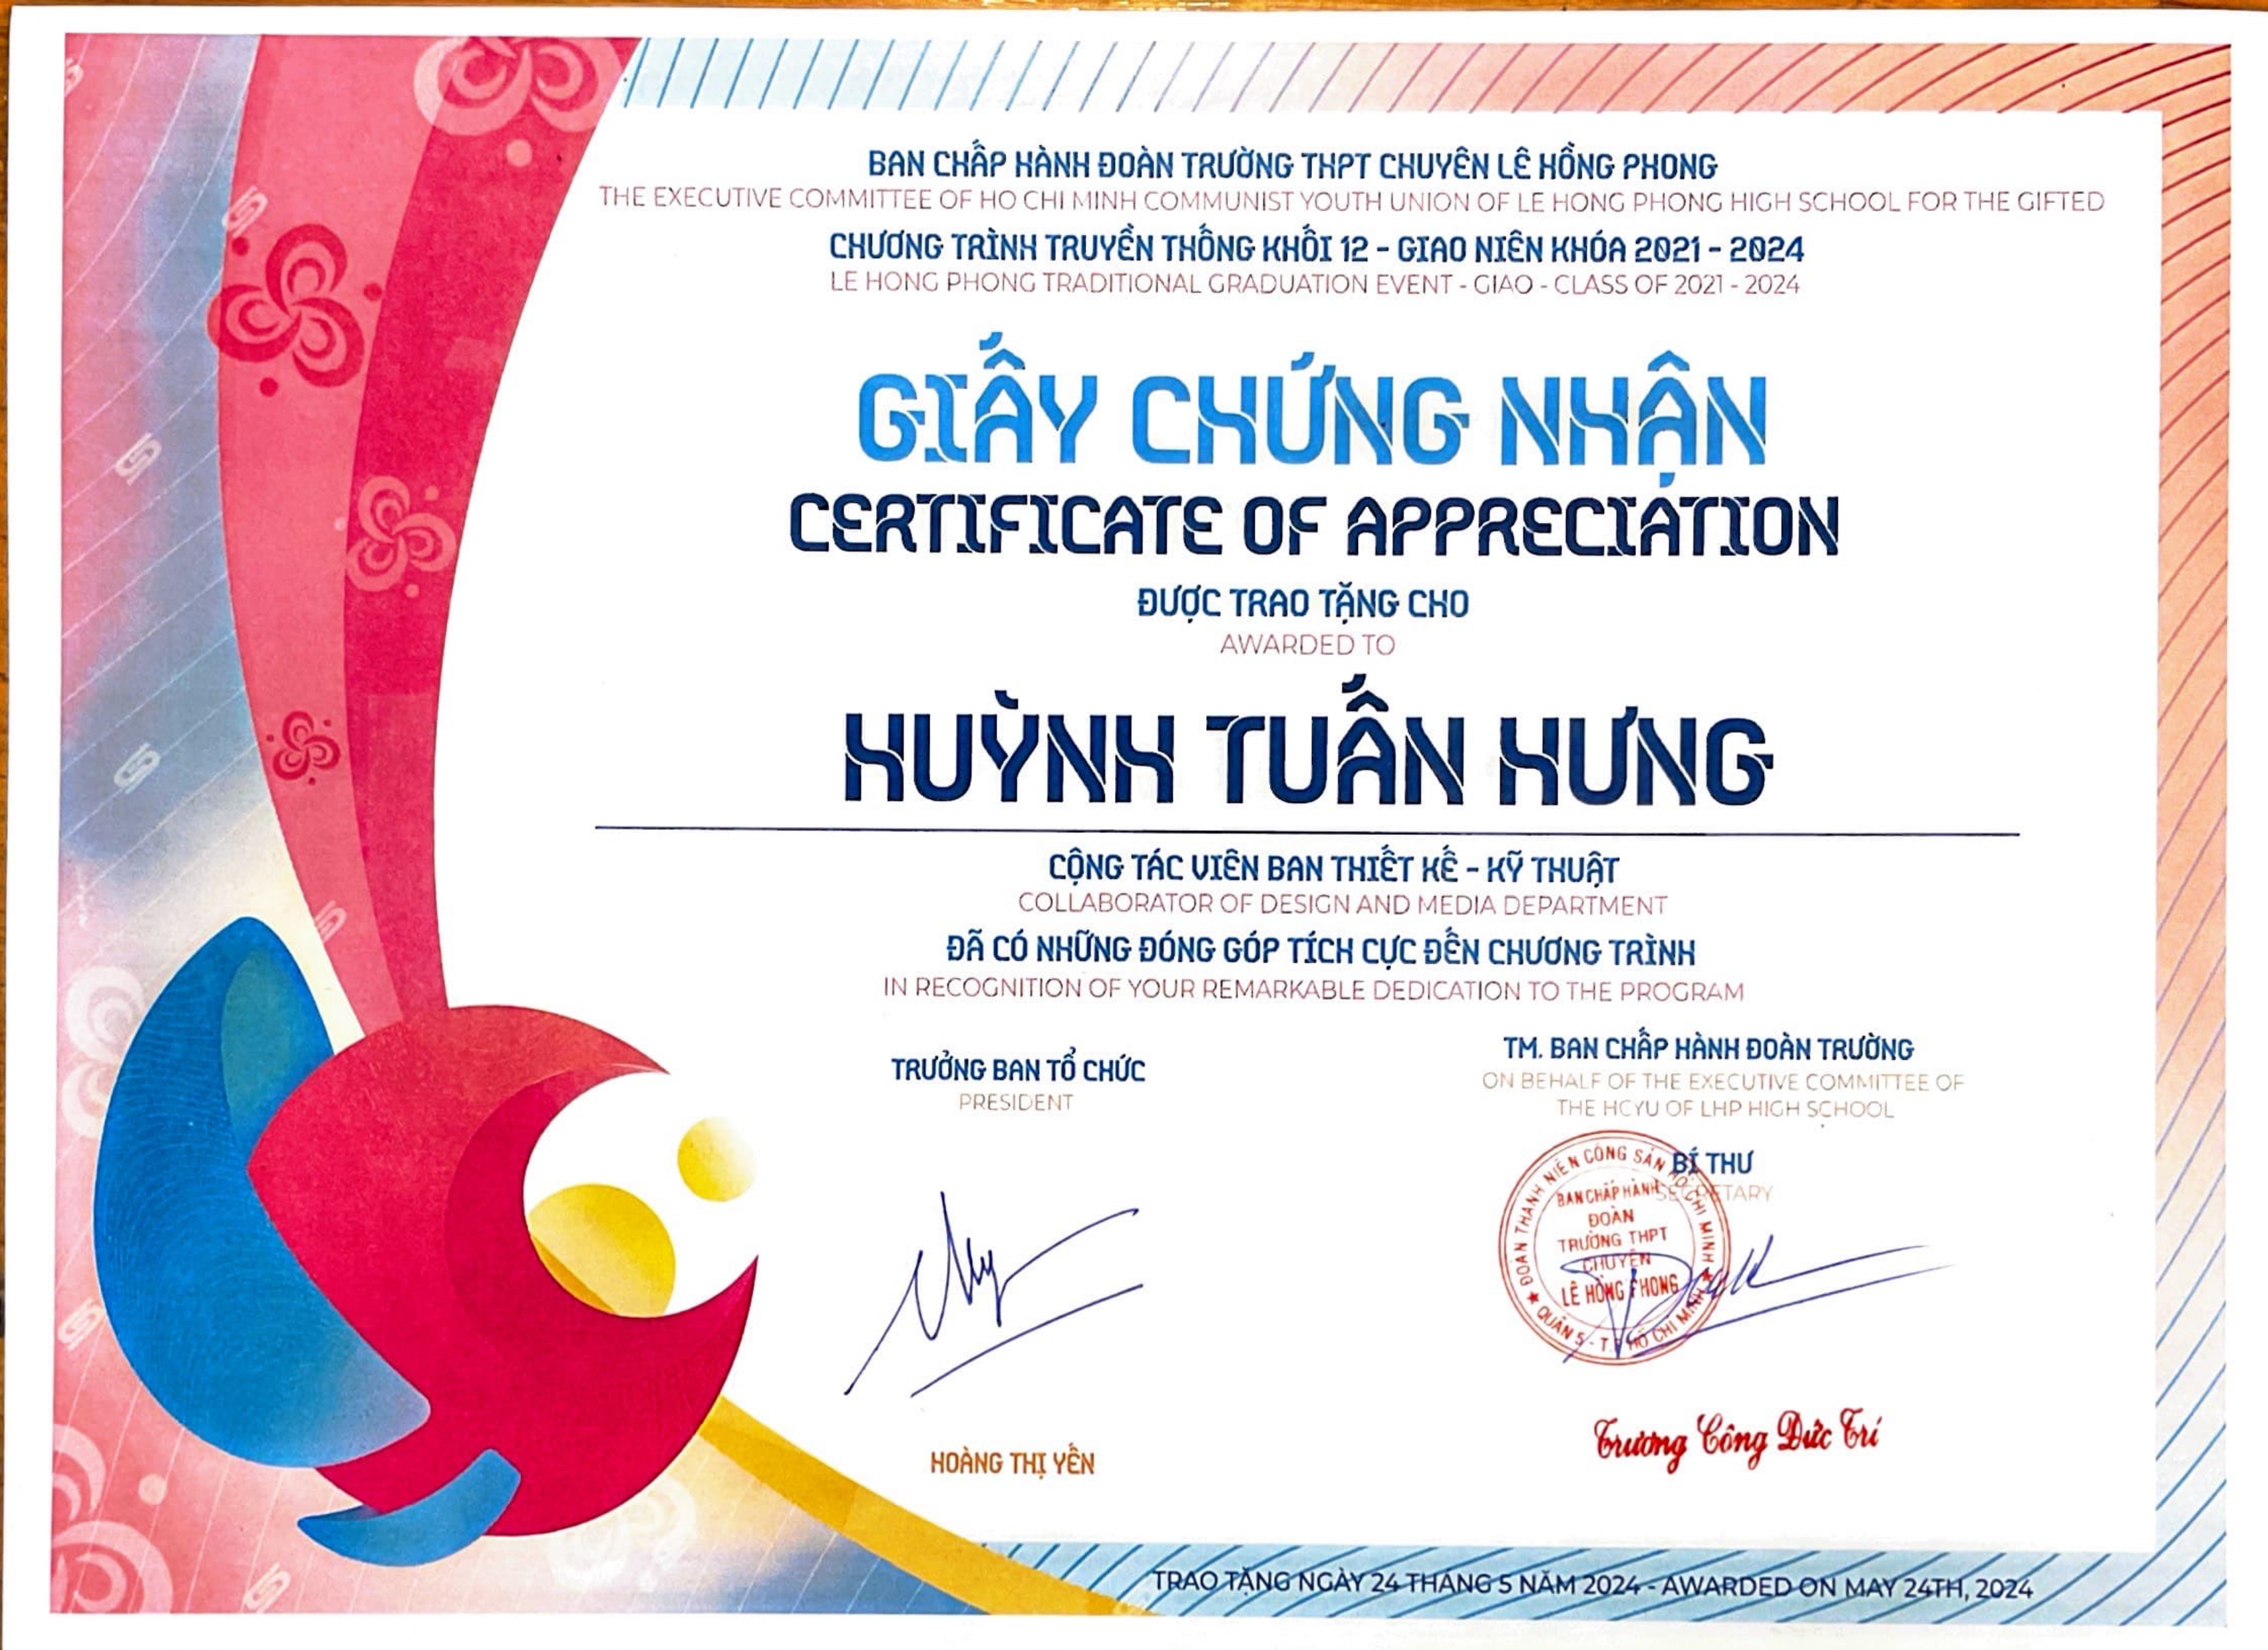 BAN CHẤP HÀNH ĐOÀN TRƯỜNG THPT CHUYÊN LÊ HỒNG PHONG
THE EXECUTIVE COMMITTEE OF HO CHI MINH COMMUNIST YOUTH UNION OF LE HONG PHONG HIGH SCHOOL FOR THE GIFTED
CHƯƠNG TRÌNH TRUYỀN THỐNG KHỐI 12 - GIAO NIÊN KHÓA 2021 - 2024
LE HONG PHONG TRADITIONAL GRADUATION EVENT - GIAO - CLASS OF 2021 - 2024
GIẤY CHỨNG NHẬN
CERTIFICATE OF APPRECIATION
ĐƯỢC TRAO TẶNG CHO
AWARDED TO
HUỲNH TUẤN HƯNG
CỘNG TÁC VIÊN BAN THIẾT KẾ - KỸ THUẬT
COLLABORATOR OF DESIGN AND MEDIA DEPARTMENT
ĐÃ CÓ NHỮNG ĐÓNG GÓP TÍCH CỰC ĐẾN CHƯƠNG TRÌNH
IN RECOGNITION OF YOUR REMARKABLE DEDICATION TO THE PROGRAM
TRƯỞNG BAN TỔ CHỨC
PRESIDENT
HOÀNG THỊ YẾN
TM. BAN CHẤP HÀNH ĐOÀN TRƯỜNG
ON BEHALF OF THE EXECUTIVE COMMITTEE OF
THE HCYU OF LHP HIGH SCHOOL
BÍ THƯ
SECRETARY
ĐOÀN THANH NIÊN CỘNG SẢN HỒ CHÍ MINH
BAN CHẤP HÀNH
ĐOÀN
TRƯỜNG THPT
CHUYÊN
LÊ HỒNG PHONG
QUẬN 5 - T.P HỒ CHÍ MINH
Trương Công Đức Trí
TRAO TẶNG NGÀY 24 THÁNG 5 NĂM 2024 - AWARDED ON MAY 24TH, 2024